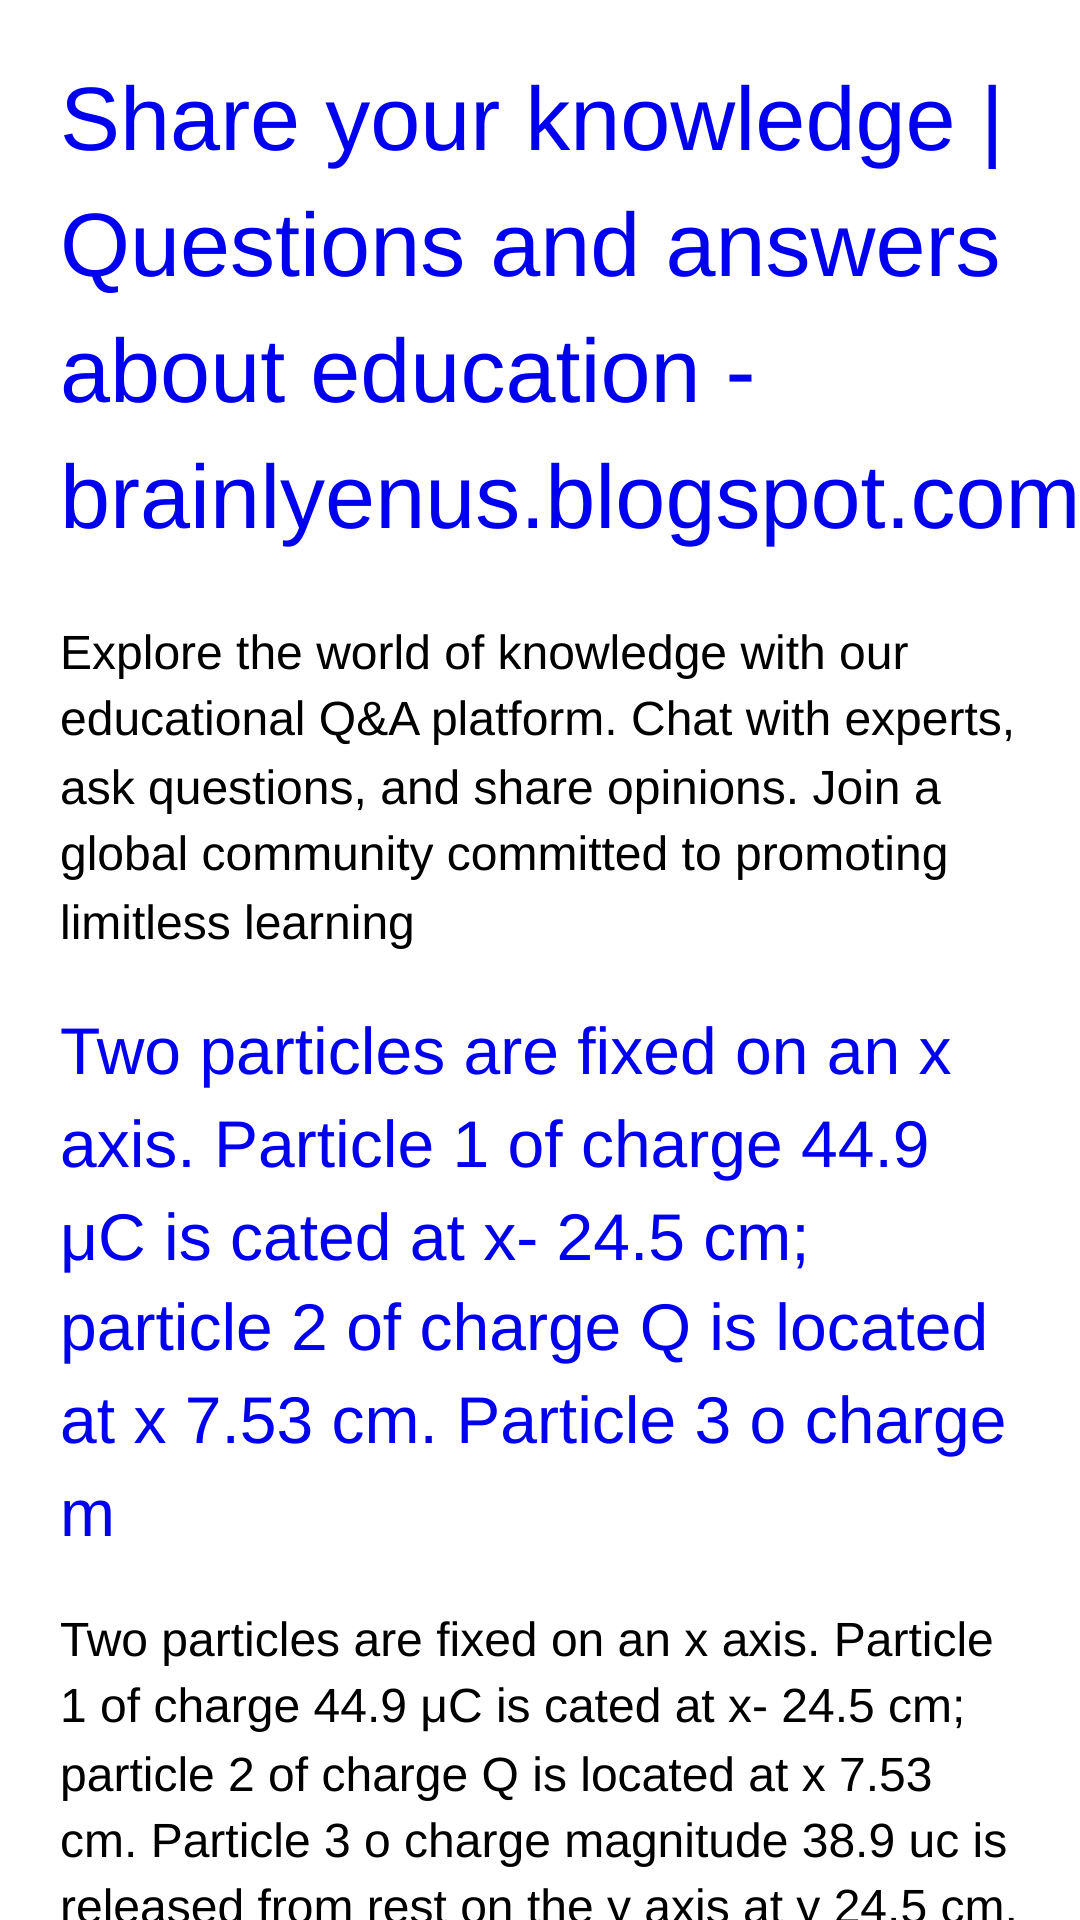 Share your knowledge |
Questions and answers
about education -
brainlyenus.blogspot.com
Explore the world of knowledge with our
educational Q&A platform. Chat with experts,
ask questions, and share opinions. Join a
global community committed to promoting
limitless learning
Two particles are fixed on an x
axis. Particle 1 of charge 44.9
μC is cated at x- 24.5 cm;
particle 2 of charge Q is located
at x 7.53 cm. Particle 3 o charge
m
Two particles are fixed on an x axis. Particle
1 of charge 44.9 μC is cated at x- 24.5 cm;
particle 2 of charge Q is located at x 7.53
cm. Particle 3 o charge magnitude 38.9 uc is
released from rest on the y axis at y 24.5 cm.